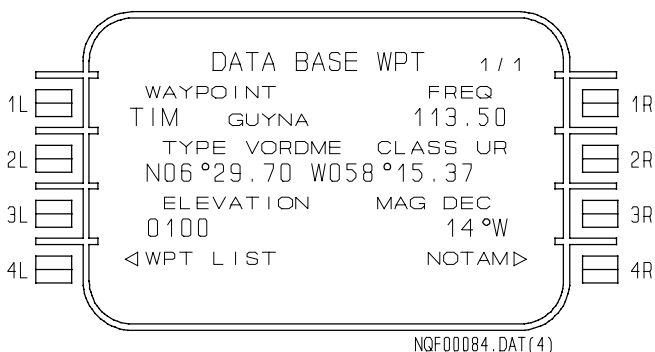 DATA BASE WPT 1/1
WAYPOINT FREQ
1L TIM GUYNA 113.50 1R
TYPE VORDME CLASS UR
2L N06°29.70 W058°15.37 2R
ELEVATION MAG DEC
3L 0100 14°W 3R
4L ◁WPT LIST NOTAM▷ 4R
NQF00084.DAT(4)